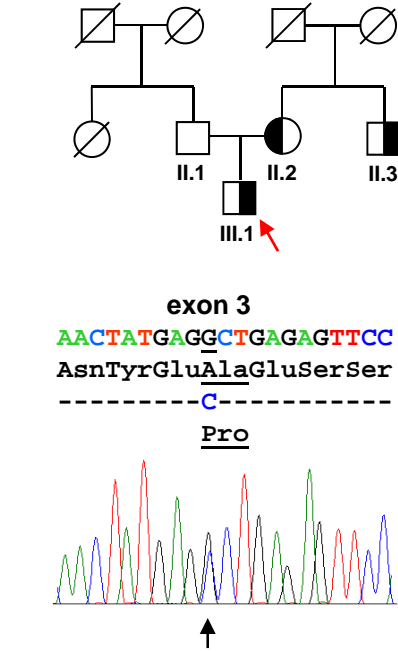 II.1 II.2 II.3
III.1
exon 3
AACTATGAGGCTGAGAGTTCC
AsnTyrGluAlaGluSerSer
---------C-----------
Pro